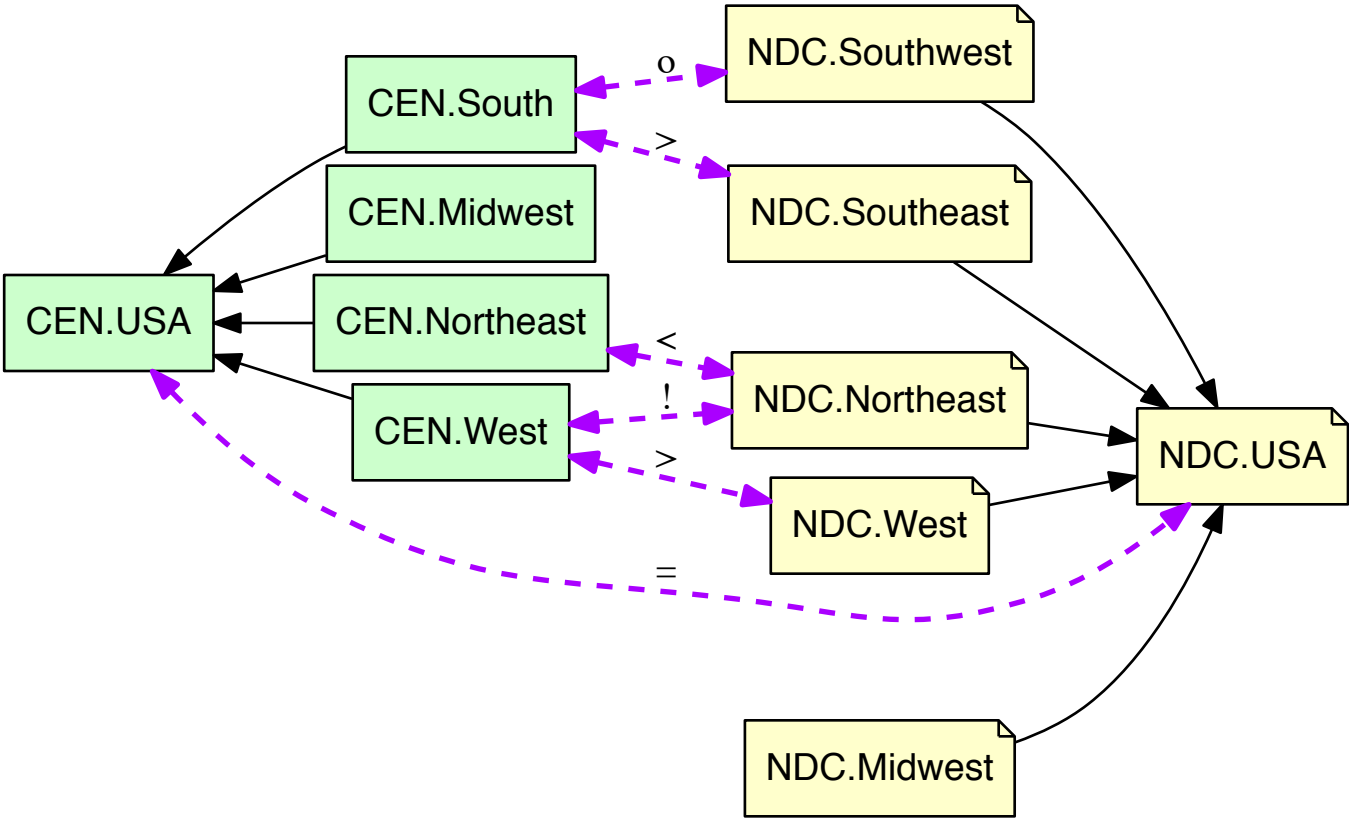 NDC.Southwest
o
CEN.South
>
CEN.Midwest
NDC.Southeast
CEN.USA
CEN.Northeast
<
!
NDC.Northeast
CEN.West
>
NDC.USA
NDC.West
=
NDC.Midwest